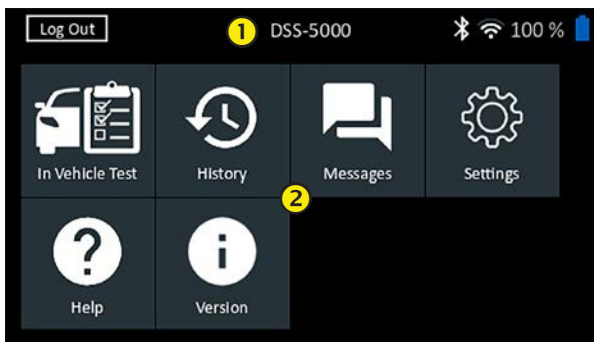 Log Out 1 DSS-5000 100 %
In Vehicle Test History Messages Settings
2
Help Version